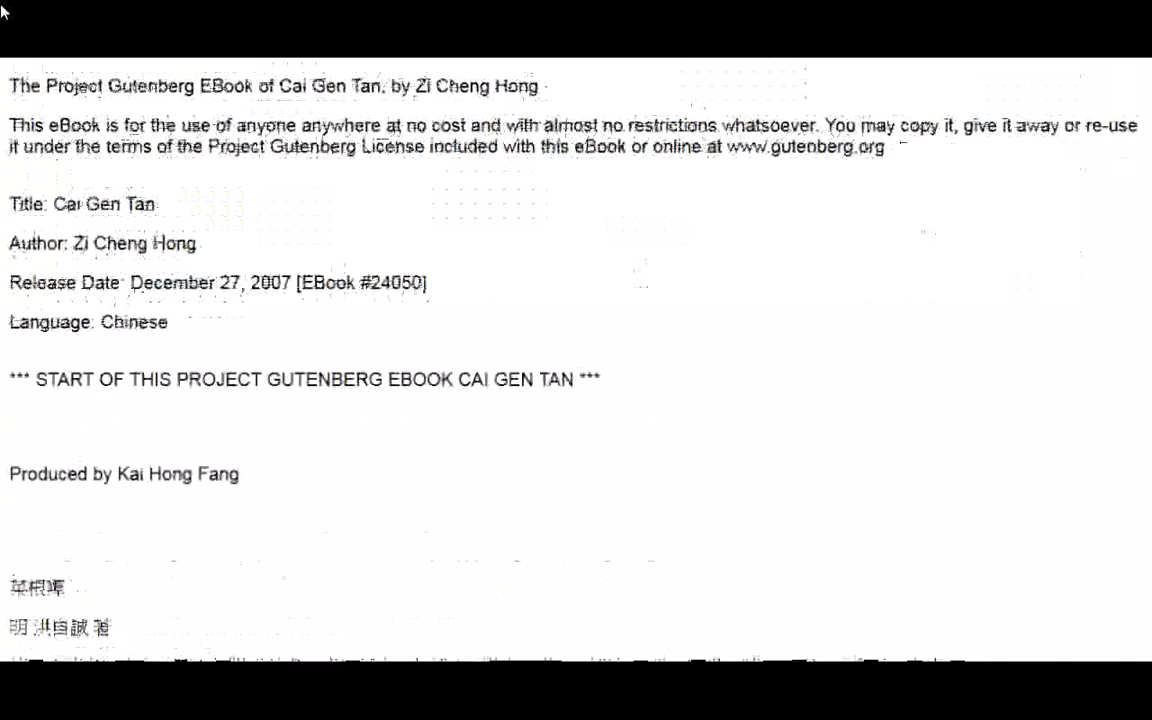 The Project Gutenberg EBook of Cai Gen Tan, by Zi Cheng Hong
This eBook is for the use of anyone anywhere at no cost and with almost no restrictions whatsoever. You may copy it, give it away or re-use
it under the terms of the Project Gutenberg License included with this eBook or online at www.gutenberg.org
Title: Cai Gen Tan
Author: Zi Cheng Hong
Release Date: December 27, 2007 [EBook #24050]
Language: Chinese
*** START OF THIS PROJECT GUTENBERG EBOOK CAI GEN TAN ***
Produced by Kai Hong Fang
菜根譚
明 洪自誠 著